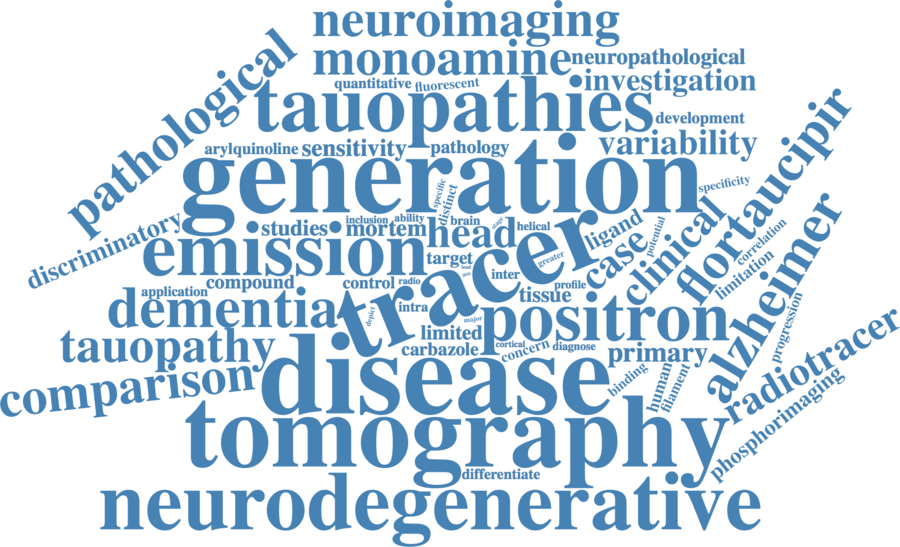 neuroimaging
monoamine
neuropathological
pathological
quantitative
fluorescent
investigation
tauopathies
development
arylquinoline
sensitivity
pathology
variability
flortaucipir
generation
specificity
specific
distinct
discriminatory
studies
inclusion
ability
brain
stage
mortem
head
helical
ligand
potential
emission
tracer
target
greater
case
clinical
correlation
limitation
alzheimer
compound
control
radio
inter
profile
application
dementia
depict
intra
major
tissue
positron
progression
limited
tauopathy
carbazole
cortical
concern
diagnose
primary
comparison
disease
binding
human
filament
radiotracer
phosphorimaging
tomography
differentiate
neurodegenerative